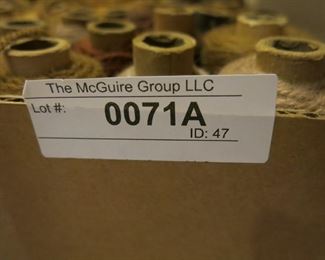 The McGuire Group LLC
Lot #: 0071A
ID: 47